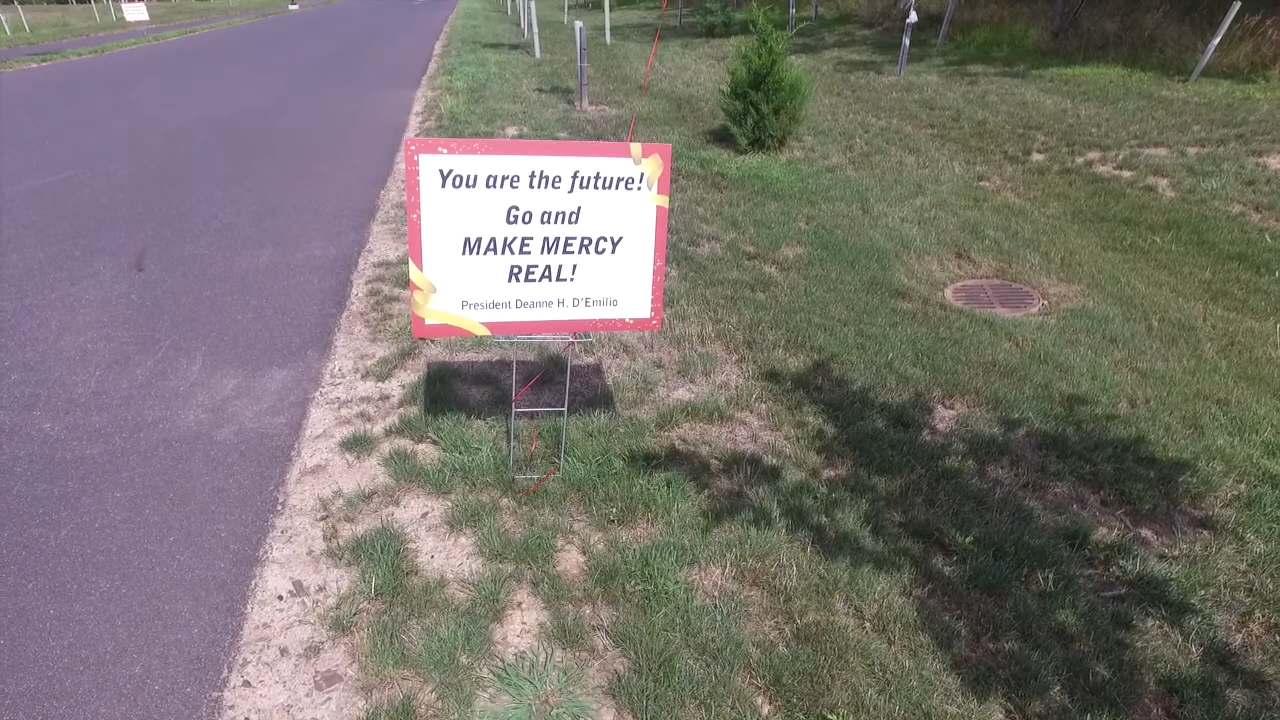 You are the future!
Go and
MAKE MERCY
REAL!
President Deanne H. D'Emilio